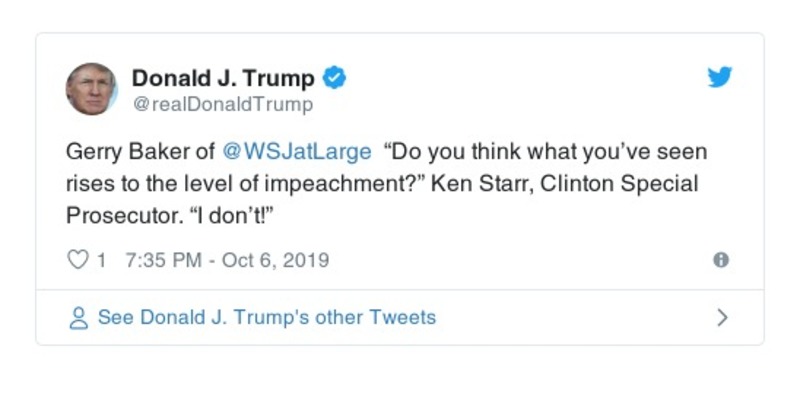 Donald J. Trump
@realDonaldTrump
Gerry Baker of @WSJatLarge “Do you think what you’ve seen
rises to the level of impeachment?” Ken Starr, Clinton Special
Prosecutor. “I don’t!”
1 7:35 PM - Oct 6, 2019
See Donald J. Trump's other Tweets